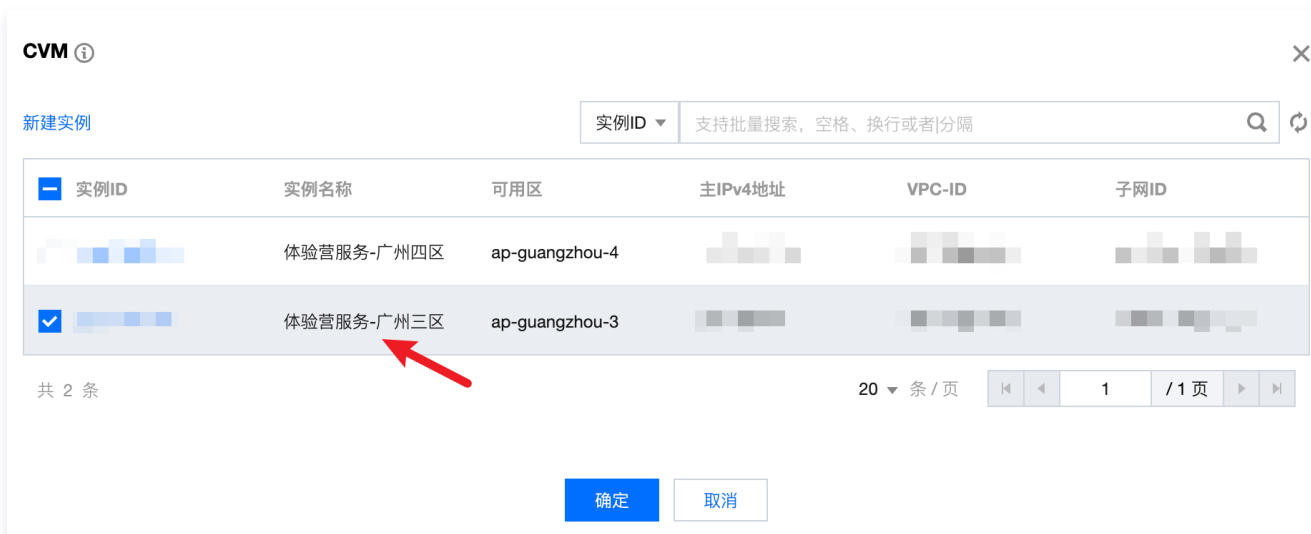 CVM
新建实例
实例ID 支持批量搜索，空格、换行或者|分隔
实例ID 实例名称 可用区 主IPv4地址 VPC-ID 子网ID
体验营服务-广州四区 ap-guangzhou-4
体验营服务-广州三区 ap-guangzhou-3
共 2 条 20 条 / 页 1 / 1 页
确定 取消